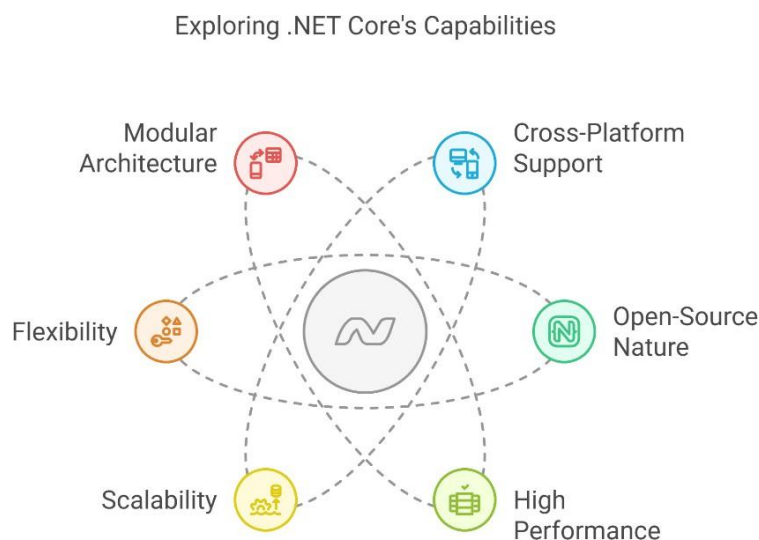 Exploring .NET Core's Capabilities
Modular
Architecture
Cross-Platform
Support
Flexibility
Open-Source
Nature
Scalability
High
Performance